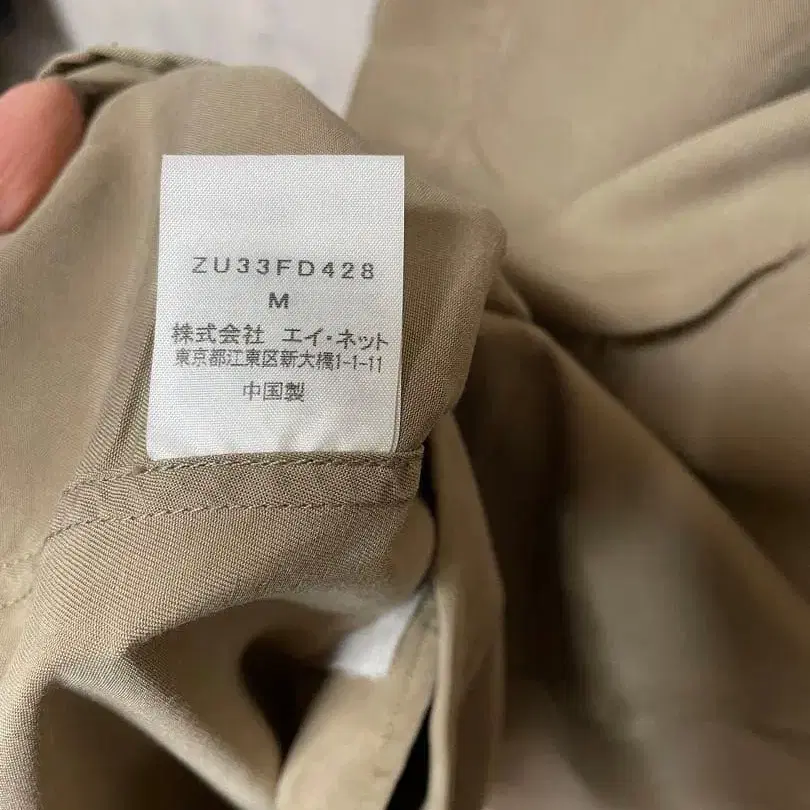 ZU33FD428
M
株式会社 エイ・ネット
東京都江東区新大橋1-1-11
中国製